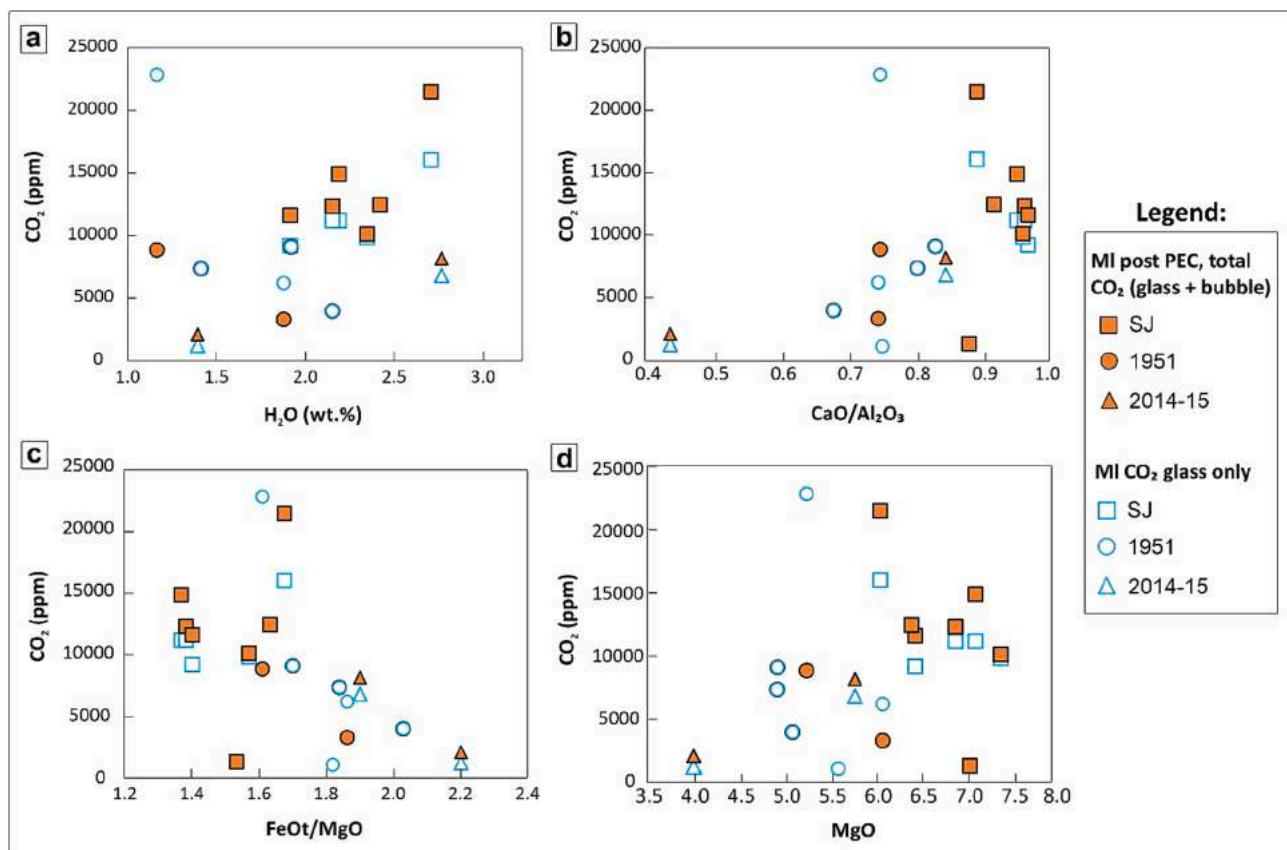 a
25000
20000
15000
10000
5000
0
CO₂ (ppm)
1.0 1.5 2.0 2.5 3.0
H₂O (wt.%)
b
25000
20000
15000
10000
5000
0
CO₂ (ppm)
0.4 0.5 0.6 0.7 0.8 0.9 1.0
CaO/Al₂O₃
c
25000
20000
15000
10000
5000
0
CO₂ (ppm)
1.2 1.4 1.6 1.8 2.0 2.2 2.4
FeOt/MgO
d
25000
20000
15000
10000
5000
0
CO₂ (ppm)
3.5 4.0 4.5 5.0 5.5 6.0 6.5 7.0 7.5 8.0
MgO
Legend:
MI post PEC, total
CO₂ (glass + bubble)
SJ
1951
2014-15
MI CO₂ glass only
SJ
1951
2014-15